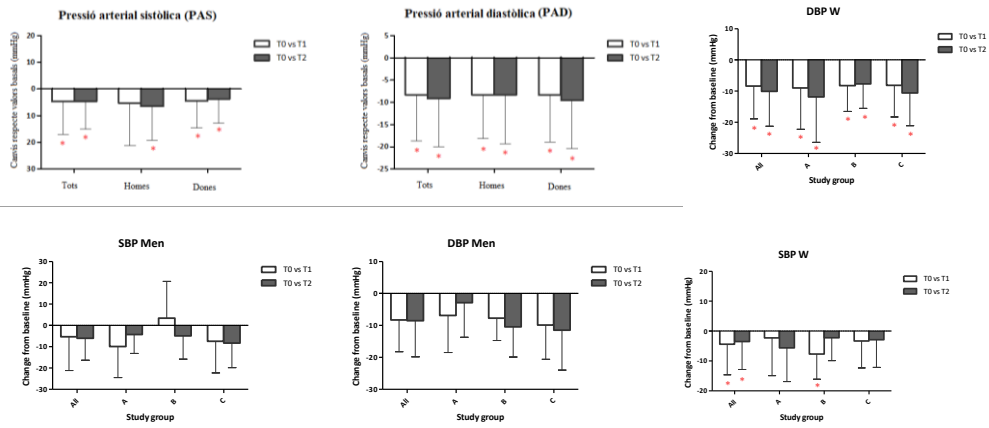 Pressió arterial sistòlica (PAS)
Canvis respecte valors basals (mmHg)
20
10
0
10
20
30
Tots
Homes
Dones
T0 vs T1
T0 vs T2
Pressió arterial diastòlica (PAD)
Canvis respecte valors basals (mmHg)
5
0
-5
-10
-15
-20
-25
Tots
Homes
Dones
T0 vs T1
T0 vs T2
DBP W
Change from baseline (mmHg)
10
0
-10
-20
-30
All
A
B
C
Study group
T0 vs T1
T0 vs T2
SBP Men
Change from baseline (mmHg)
30
20
10
0
-10
-20
-30
All
A
B
C
Study group
T0 vs T1
T0 vs T2
DBP Men
Change from baseline (mmHg)
10
0
-10
-20
-30
All
A
B
C
Study group
T0 vs T1
T0 vs T2
SBP W
Change from baseline (mmHg)
20
10
0
-10
-20
All
A
B
C
Study group
T0 vs T1
T0 vs T2